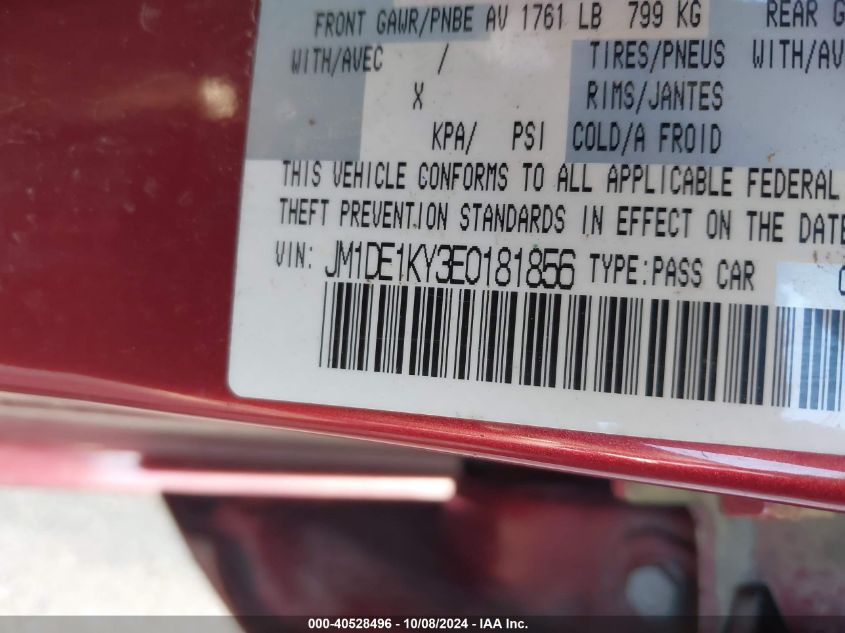 FRONT GAWR/PNBE AV 1761 LB 799 KG REAR G
WITH/AVEC / TIRES/PNEUS WITH/AV
X RIMS/JANTES
KPA/ PSI COLD/A FROID
THIS VEHICLE CONFORMS TO ALL APPLICABLE FEDERAL
THEFT PREVENTION STANDARDS IN EFFECT ON THE DATE
VIN: JM1DE1KY3E0181856 TYPE:PASS CAR
000-40528496 - 10/08/2024 - IAA Inc.